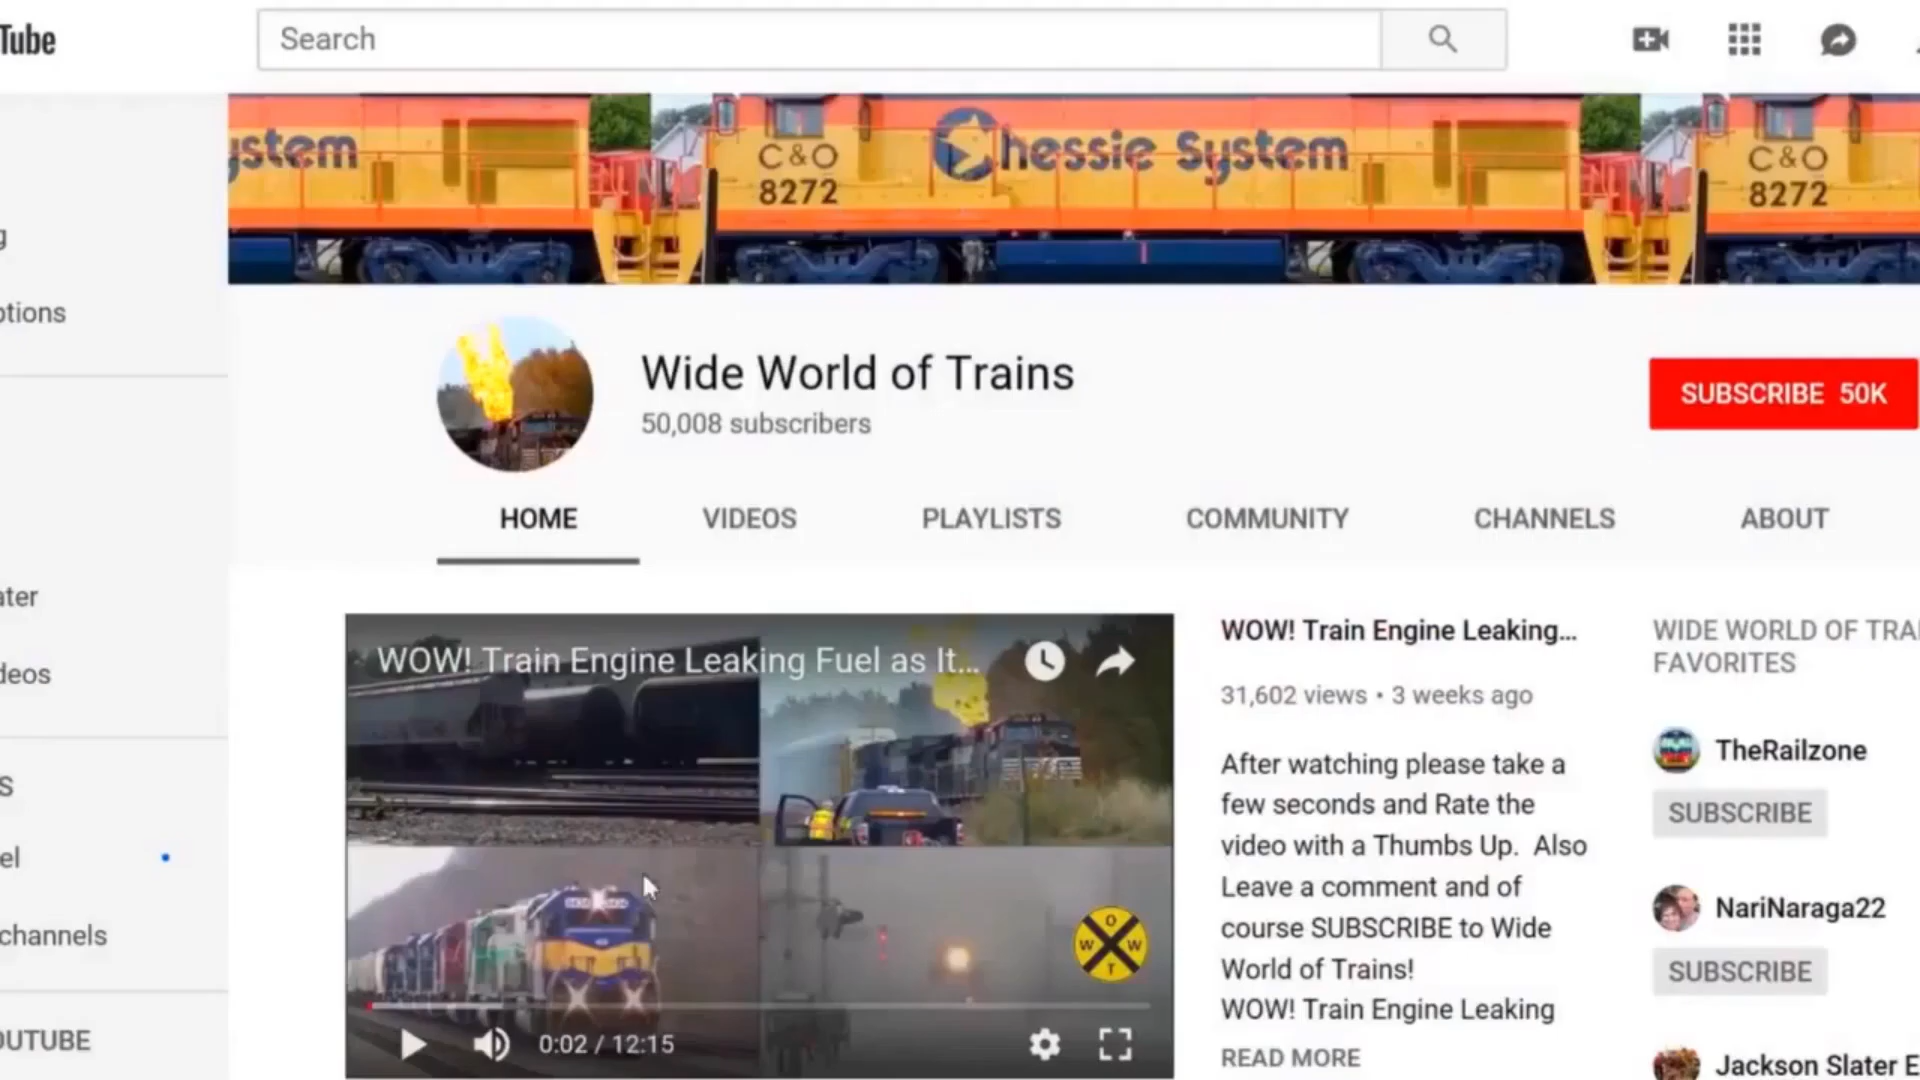 Tube
Search
ystem
C&O
8272
Chessie System
C&O
8272
g
ptions
Wide World of Trains
50,008 subscribers
SUBSCRIBE 50K
HOME
VIDEOS
PLAYLISTS
COMMUNITY
CHANNELS
ABOUT
ater
deos
S
el
channels
OUTUBE
WOW! Train Engine Leaking Fuel as It...
O
W W
T
0:02 / 12:15
WOW! Train Engine Leaking...
31,602 views • 3 weeks ago
After watching please take a
few seconds and Rate the
video with a Thumbs Up. Also
Leave a comment and of
course SUBSCRIBE to Wide
World of Trains!
WOW! Train Engine Leaking
READ MORE
WIDE WORLD OF TRAI
FAVORITES
TheRailzone
SUBSCRIBE
NariNaraga22
SUBSCRIBE
Jackson Slater E